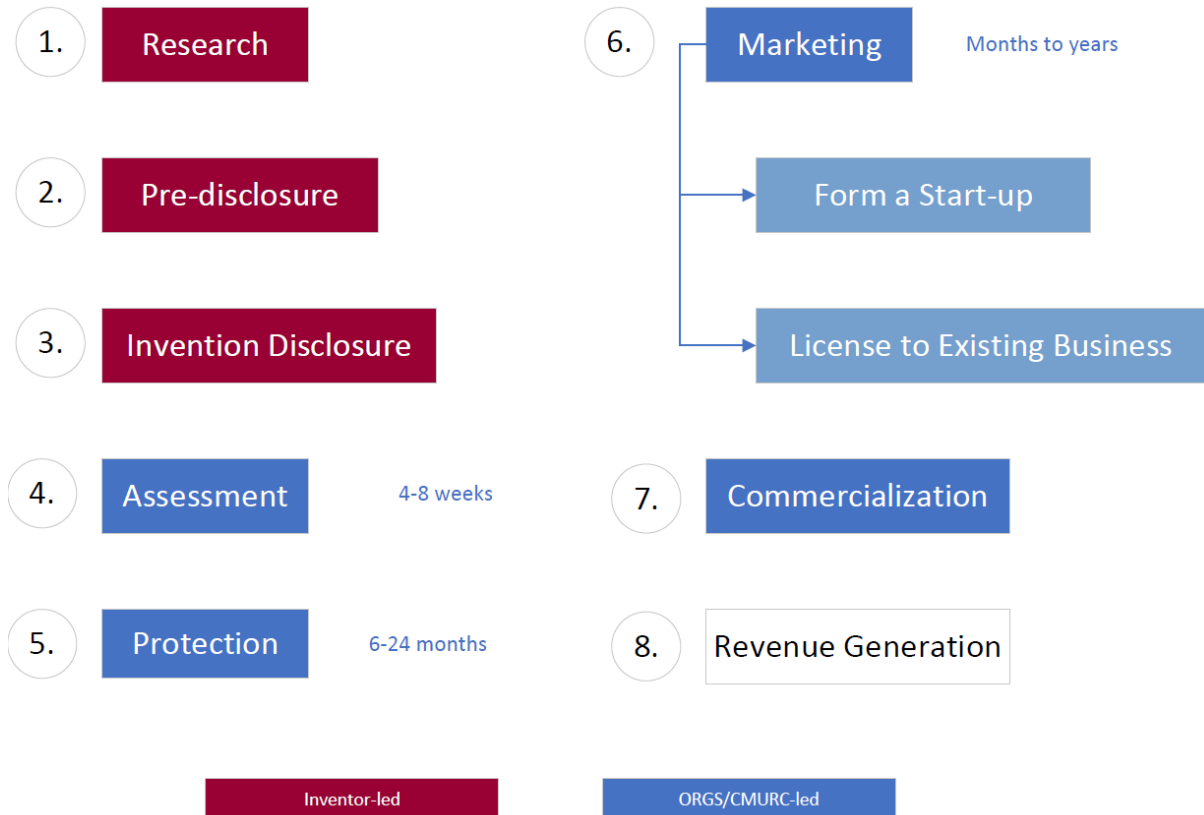 1.
Research
2.
Pre-disclosure
3.
Invention Disclosure
4.
Assessment
4-8 weeks
5.
Protection
6-24 months
6.
Marketing
Months to years
Form a Start-up
License to Existing Business
7.
Commercialization
8.
Revenue Generation
Inventor-led
ORGS/CMURC-led